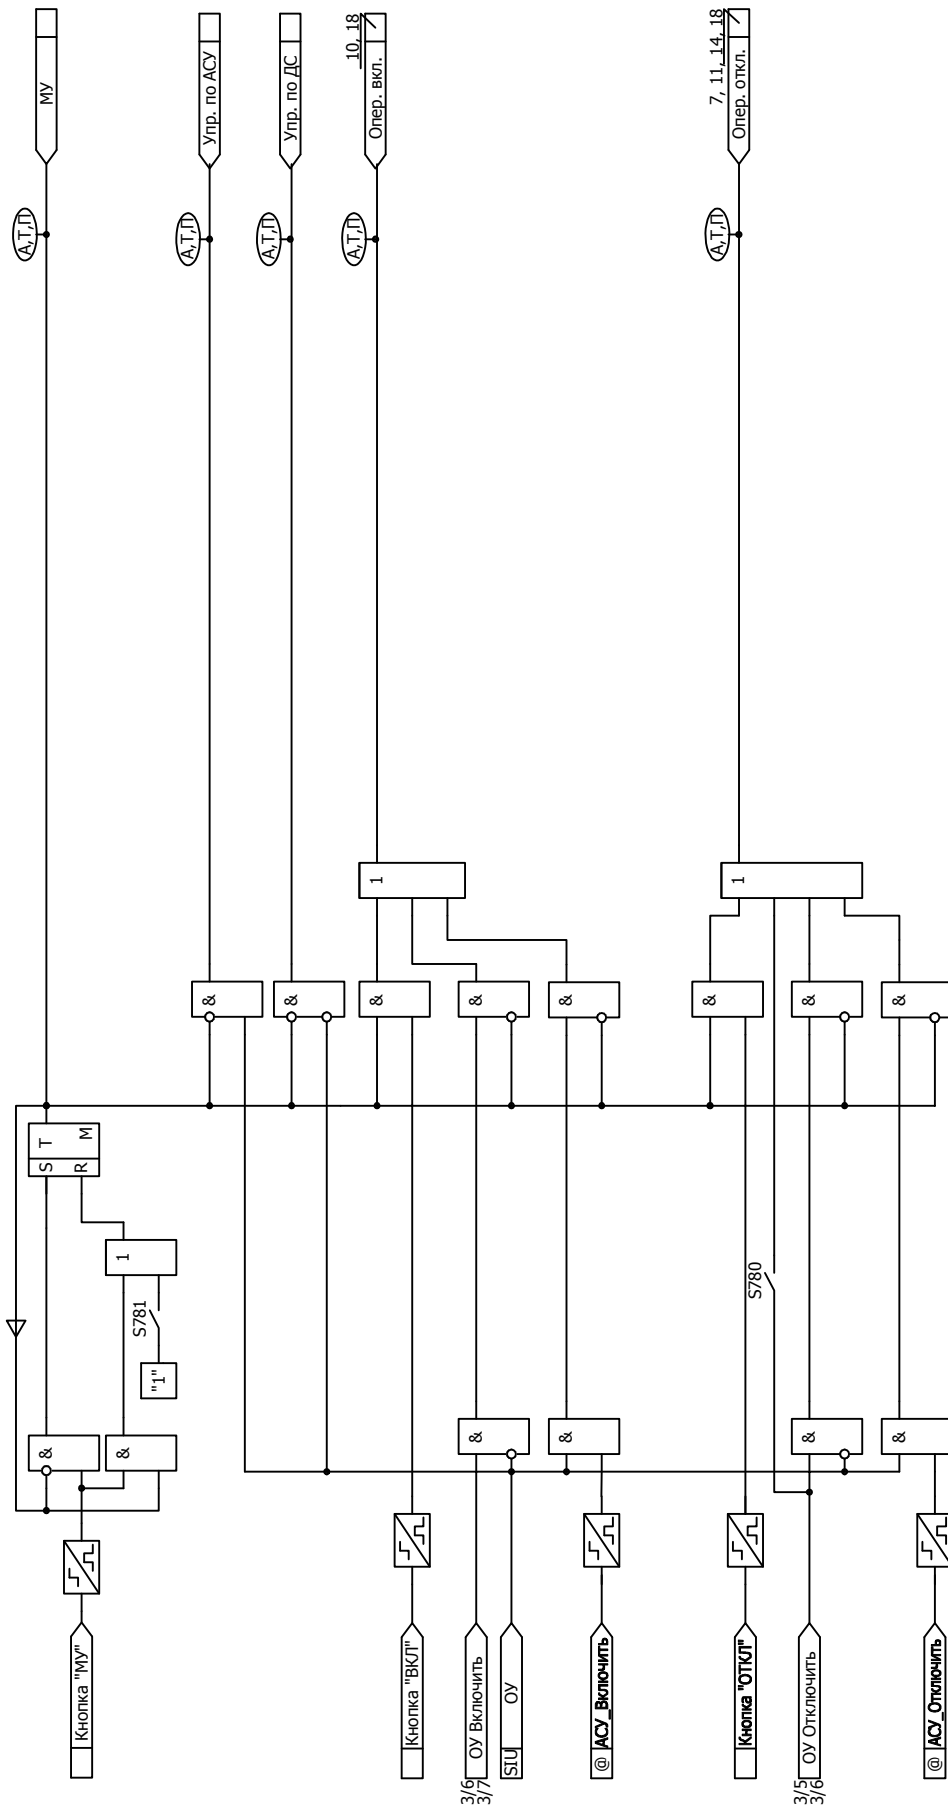 МУ
Упр. по АСУ
Упр. по ДС
10, 18
Опер. вкл.
7, 11, 14, 18
Опер. откл.
А,Т,П
А,Т,П
А,Т,П
А,Т,П
А,Т,П
1
1
&
&
&
&
&
&
&
T
M
S
R
1
S781
"1"
S780
&
&
&
&
&
&
Кнопка "МУ"
Кнопка "ВКЛ"
ОУ Включить
3/6
3/7
SIU
ОУ
@
АСУ_Включить
Кнопка "ОТКЛ"
ОУ Отключить
3/5
3/6
@
АСУ_Отключить